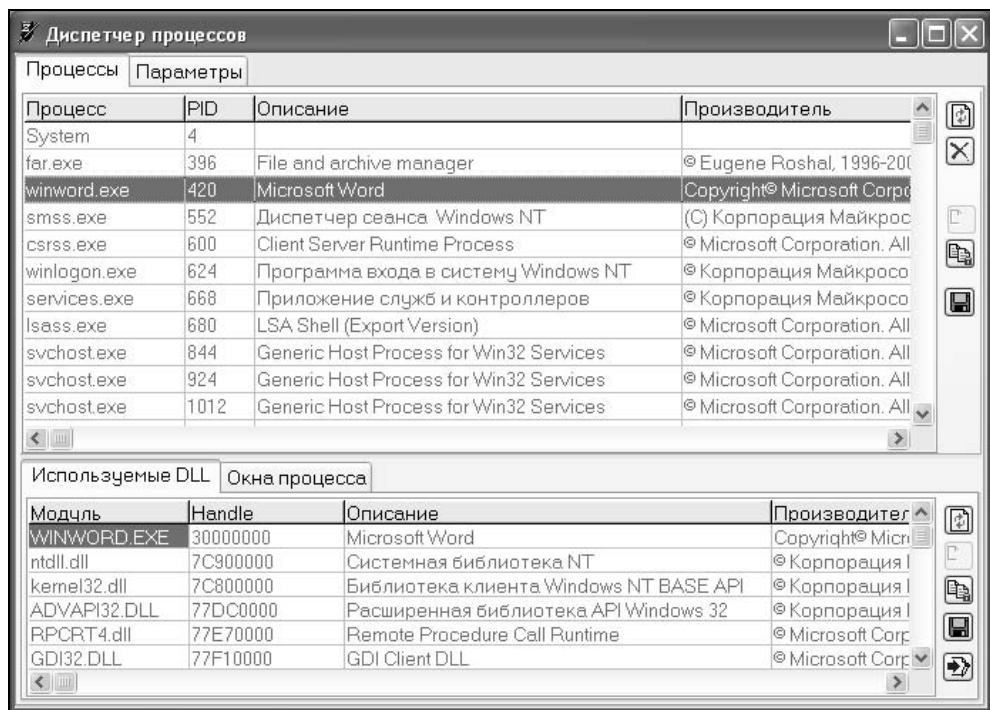 Диспетчер процессов
Процессы Параметры
Процесс PID Описание Производитель
System 4
far.exe 396 File and archive manager © Eugene Roshal, 1996-200
winword.exe 420 Microsoft Word Copyright© Microsoft Corpo
smss.exe 552 Диспетчер сеанса Windows NT (C) Корпорация Майкрос
csrss.exe 600 Client Server Runtime Process © Microsoft Corporation. All
winlogon.exe 624 Программа входа в систему Windows NT © Корпорация Майкросо
services.exe 668 Приложение служб и контроллеров © Корпорация Майкросо
lsass.exe 680 LSA Shell (Export Version) © Microsoft Corporation. All
svchost.exe 844 Generic Host Process for Win32 Services © Microsoft Corporation. All
svchost.exe 924 Generic Host Process for Win32 Services © Microsoft Corporation. All
svchost.exe 1012 Generic Host Process for Win32 Services © Microsoft Corporation. All
Используемые DLL Окна процесса
Модуль Handle Описание Производител
WINWORD.EXE 30000000 Microsoft Word Copyright© Micr
ntdll.dll 7C900000 Системная библиотека NT © Корпорация
kernel32.dll 7C800000 Библиотека клиента Windows NT BASE API © Корпорация
ADVAPI32.DLL 77DC0000 Расширенная библиотека API Windows 32 © Корпорация
RPCRT4.dll 77E70000 Remote Procedure Call Runtime © Microsoft Corp
GDI32.DLL 77F10000 GDI Client DLL © Microsoft Corp